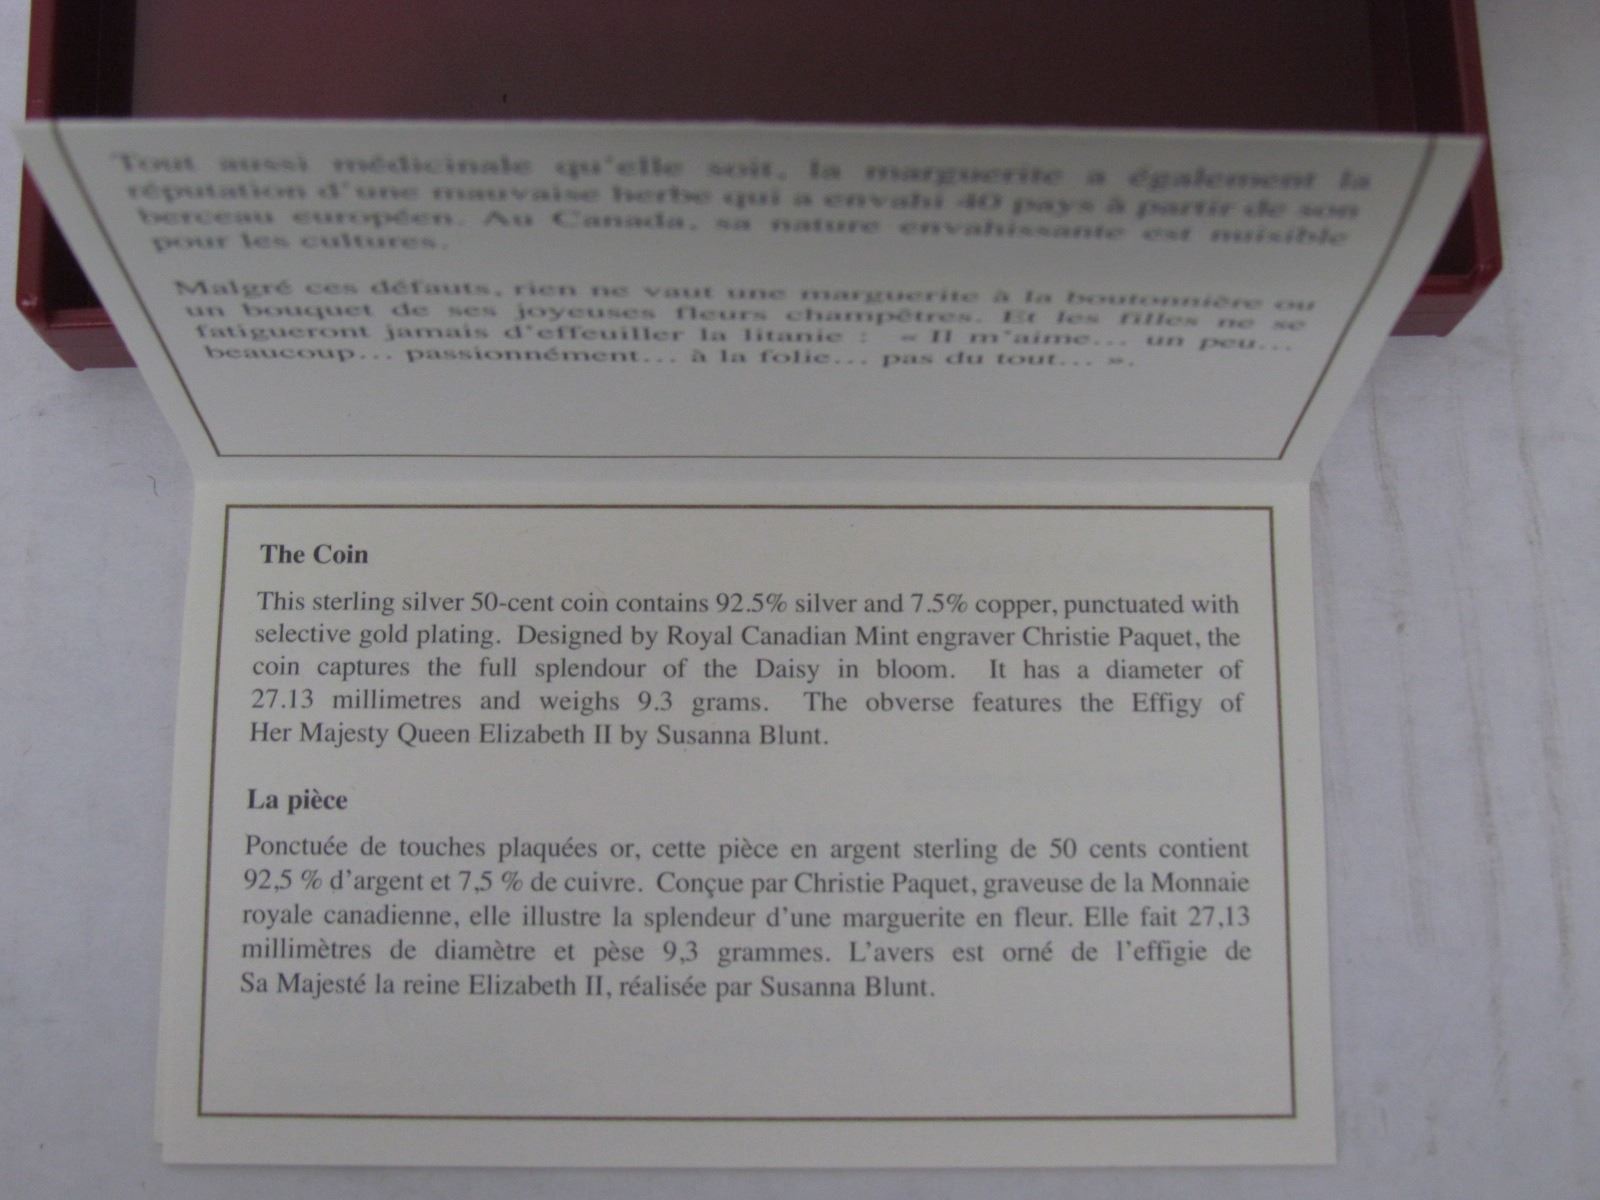 Tout aussi médicinale qu'elle soit, la marguerite a également la
réputation d'une mauvaise herbe qui a envahi 40 pays à partir de son
berceau européen. Au Canada, sa nature envahissante est nuisible
pour les cultures.
Malgré ces défauts, rien ne vaut une marguerite à la boutonnière ou
un bouquet de ses joyeuses fleurs champêtres. Et les filles ne se
fatigueront jamais d'effeuiller la litanie : « Il m'aime... un peu...
beaucoup... passionnément... à la folie... pas du tout... ».
The Coin
This sterling silver 50-cent coin contains 92.5% silver and 7.5% copper, punctuated with
selective gold plating. Designed by Royal Canadian Mint engraver Christie Paquet, the
coin captures the full splendour of the Daisy in bloom. It has a diameter of
27.13 millimetres and weighs 9.3 grams. The obverse features the Effigy of
Her Majesty Queen Elizabeth II by Susanna Blunt.
La pièce
Ponctuée de touches plaquées or, cette pièce en argent sterling de 50 cents contient
92,5 % d'argent et 7,5 % de cuivre. Conçue par Christie Paquet, graveuse de la Monnaie
royale canadienne, elle illustre la splendeur d'une marguerite en fleur. Elle fait 27,13
millimètres de diamètre et pèse 9,3 grammes. L'avers est orné de l'effigie de
Sa Majesté la reine Elizabeth II, réalisée par Susanna Blunt.